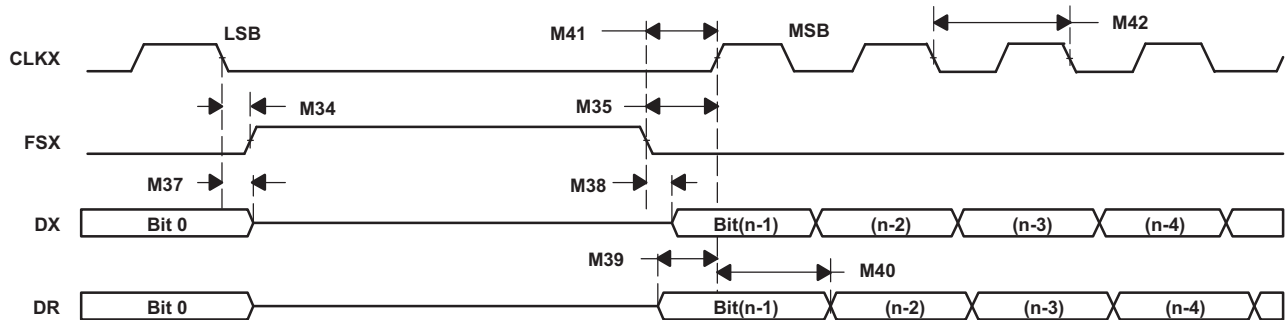 LSB
M41
MSB
M42
CLKX
M34
M35
FSX
M37
M38
DX
Bit 0
Bit(n-1)
(n-2)
(n-3)
(n-4)
M39
M40
DR
Bit 0
Bit(n-1)
(n-2)
(n-3)
(n-4)